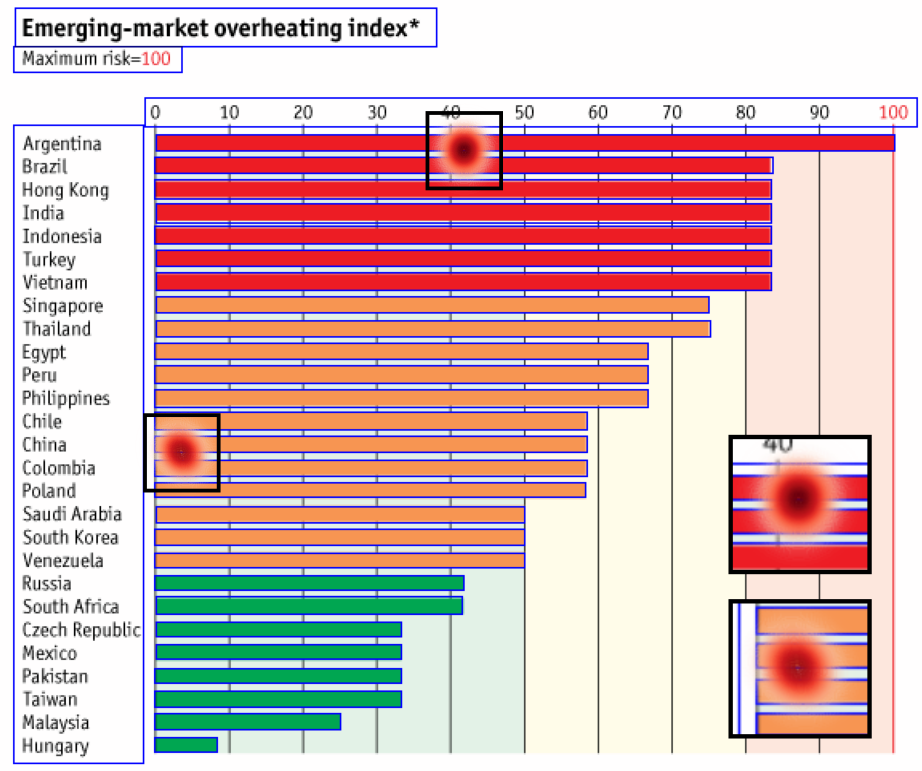 Emerging-market overheating index*
Maximum risk=100
0 10 20 30 40 50 60 70 80 90 100
Argentina
Brazil
Hong Kong
India
Indonesia
Turkey
Vietnam
Singapore
Thailand
Egypt
Peru
Philippines
Chile
China
Colombia
Poland
Saudi Arabia
South Korea
Venezuela
Russia
South Africa
Czech Republic
Mexico
Pakistan
Taiwan
Malaysia
Hungary
40